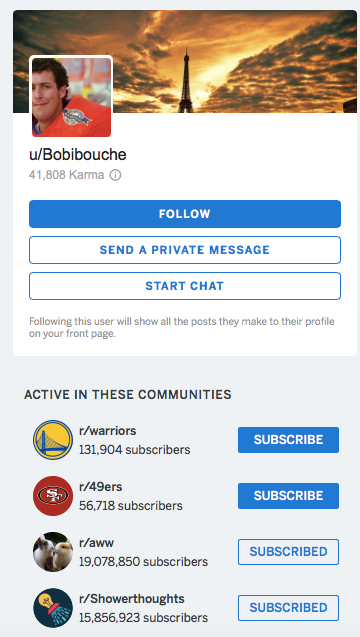 u/Bobibouche
41,808 Karma
FOLLOW
SEND A PRIVATE MESSAGE
START CHAT
Following this user will show all the posts they make to their profile
on your front page.
ACTIVE IN THESE COMMUNITIES
r/warriors
131,904 subscribers
SUBSCRIBE
r/49ers
56,718 subscribers
SUBSCRIBE
r/aww
19,078,850 subscribers
SUBSCRIBED
r/Showerthoughts
15,856,923 subscribers
SUBSCRIBED